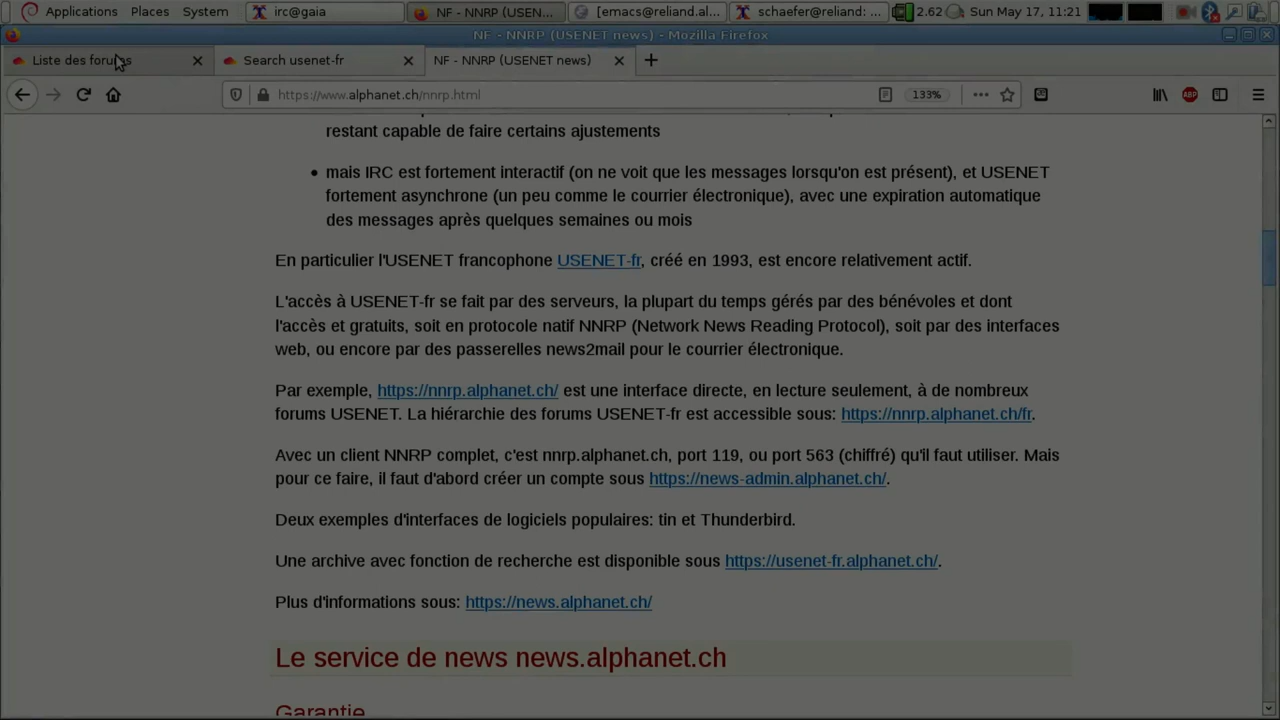 Applications Places System irc@gaia NF - NNRP (USEN... [emacs@reliand.al... schaefer@reliand: ... 2.62 Sun May 17, 11:21
NF - NNRP (USENET news) - Mozilla Firefox
Liste des forums Search usenet-fr NF - NNRP (USENET news)
https://www.alphanet.ch/nnrp.html 133% ABP
restant capable de faire certains ajustements
• mais IRC est fortement interactif (on ne voit que les messages lorsqu'on est présent), et USENET
fortement asynchrone (un peu comme le courrier électronique), avec une expiration automatique
des messages après quelques semaines ou mois
En particulier l'USENET francophone USENET-fr, créé en 1993, est encore relativement actif.
L'accès à USENET-fr se fait par des serveurs, la plupart du temps gérés par des bénévoles et dont
l'accès et gratuits, soit en protocole natif NNRP (Network News Reading Protocol), soit par des interfaces
web, ou encore par des passerelles news2mail pour le courrier électronique.
Par exemple, https://nnrp.alphanet.ch/ est une interface directe, en lecture seulement, à de nombreux
forums USENET. La hiérarchie des forums USENET-fr est accessible sous: https://nnrp.alphanet.ch/fr.
Avec un client NNRP complet, c'est nnrp.alphanet.ch, port 119, ou port 563 (chiffré) qu'il faut utiliser. Mais
pour ce faire, il faut d'abord créer un compte sous https://news-admin.alphanet.ch/.
Deux exemples d'interfaces de logiciels populaires: tin et Thunderbird.
Une archive avec fonction de recherche est disponible sous https://usenet-fr.alphanet.ch/.
Plus d'informations sous: https://news.alphanet.ch/
Le service de news news.alphanet.ch
Garantie